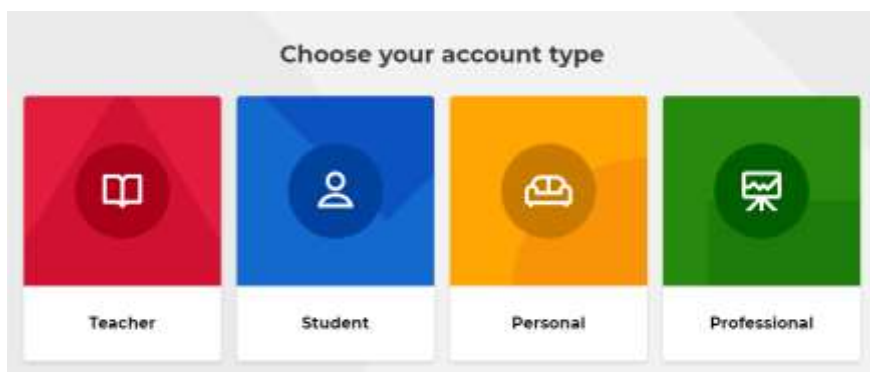 Choose your account type
Teacher
Student
Personal
Professional